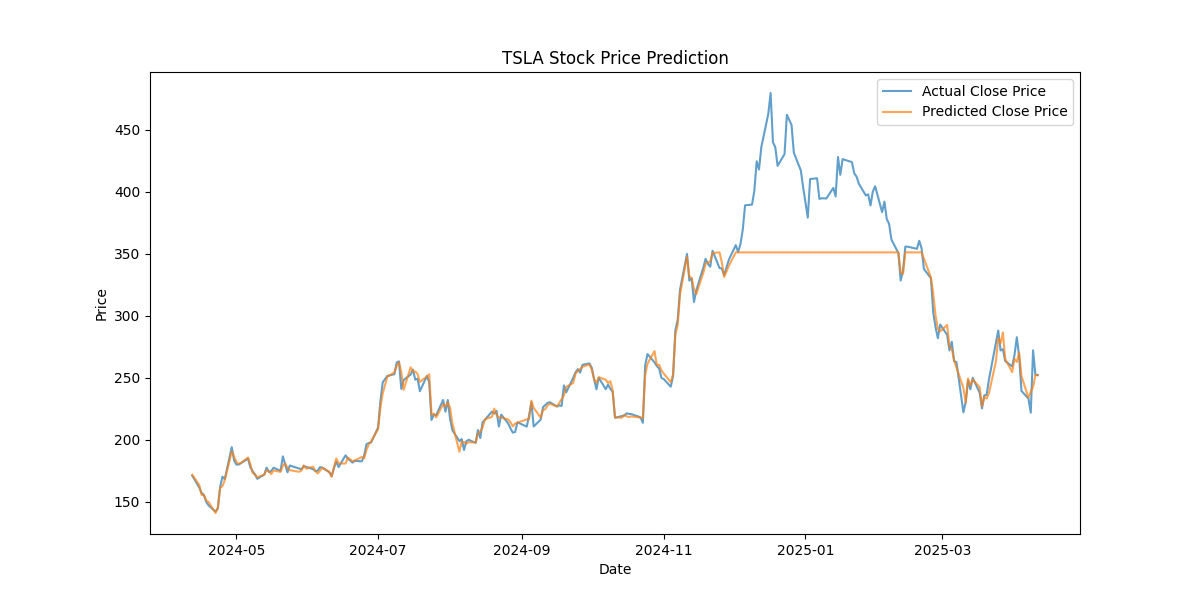 TSLA Stock Price Prediction
Actual Close Price
Predicted Close Price
Price
450
400
350
300
250
200
150
2024-05
2024-07
2024-09
2024-11
2025-01
2025-03
Date